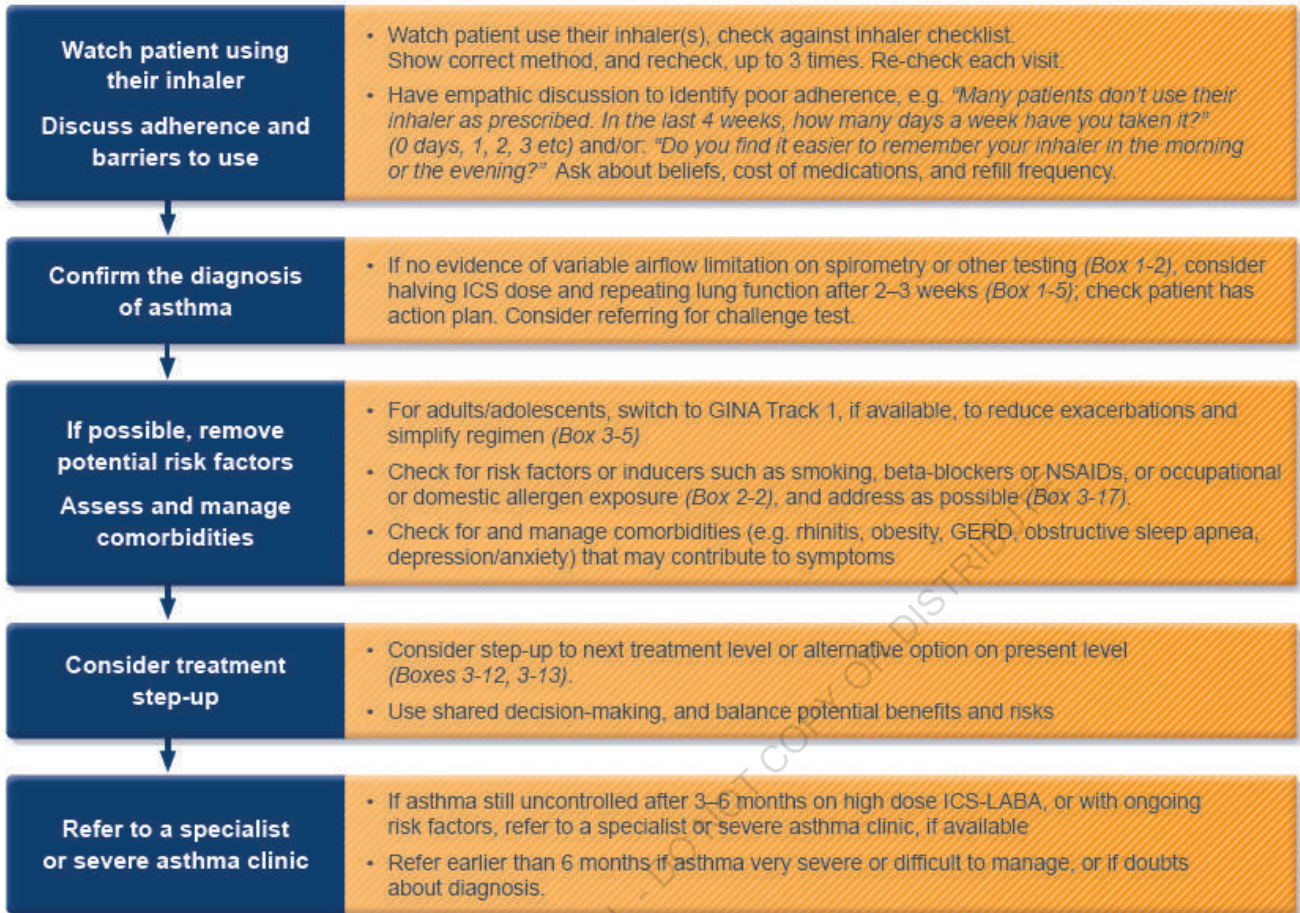 Watch patient using
their inhaler
Discuss adherence and
barriers to use
• Watch patient use their inhaler(s), check against inhaler checklist.
Show correct method, and recheck, up to 3 times. Re-check each visit.
• Have empathic discussion to identify poor adherence, e.g. “Many patients don’t use their
inhaler as prescribed. In the last 4 weeks, how many days a week have you taken it?”
(0 days, 1, 2, 3 etc) and/or: “Do you find it easier to remember your inhaler in the morning
or the evening?” Ask about beliefs, cost of medications, and refill frequency.
Confirm the diagnosis
of asthma
• If no evidence of variable airflow limitation on spirometry or other testing (Box 1-2), consider
halving ICS dose and repeating lung function after 2–3 weeks (Box 1-5); check patient has
action plan. Consider referring for challenge test.
If possible, remove
potential risk factors
Assess and manage
comorbidities
• For adults/adolescents, switch to GINA Track 1, if available, to reduce exacerbations and
simplify regimen (Box 3-5)
• Check for risk factors or inducers such as smoking, beta-blockers or NSAIDs, or occupational
or domestic allergen exposure (Box 2-2), and address as possible (Box 3-17).
• Check for and manage comorbidities (e.g. rhinitis, obesity, GERD, obstructive sleep apnea,
depression/anxiety) that may contribute to symptoms
Consider treatment
step-up
• Consider step-up to next treatment level or alternative option on present level
(Boxes 3-12, 3-13).
• Use shared decision-making, and balance potential benefits and risks
Refer to a specialist
or severe asthma clinic
• If asthma still uncontrolled after 3–6 months on high dose ICS-LABA, or with ongoing
risk factors, refer to a specialist or severe asthma clinic, if available
• Refer earlier than 6 months if asthma very severe or difficult to manage, or if doubts
about diagnosis.
- DO NOT COPY OR